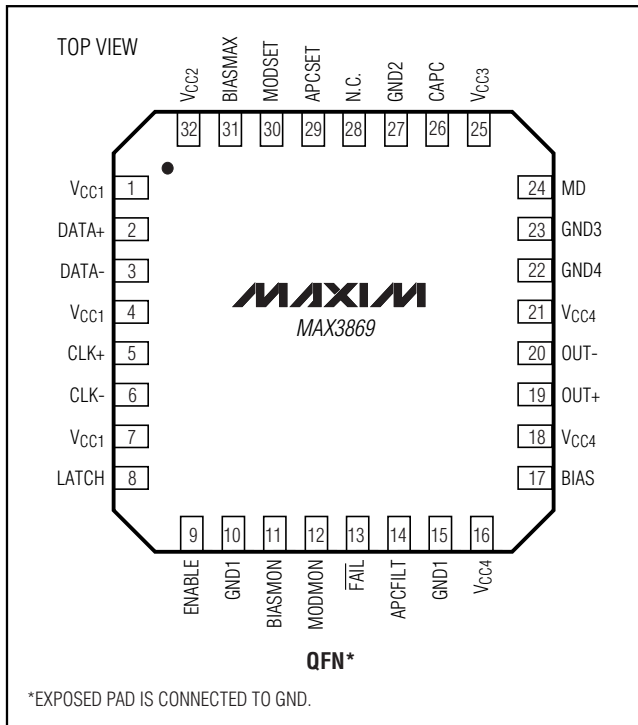 TOP VIEW
VCC2
BIASMAX
MODSET
APCSET
N.C.
GND2
CAPC
VCC3
32
31
30
29
28
27
26
25
VCC1 1
DATA+ 2
DATA- 3
VCC1 4
CLK+ 5
CLK- 6
VCC1 7
LATCH 8
MAXIM
MAX3869
24 MD
23 GND3
22 GND4
21 VCC4
20 OUT-
19 OUT+
18 VCC4
17 BIAS
9
10
11
12
13
14
15
16
ENABLE
GND1
BIASMON
MODMON
FAIL
APCFILT
GND1
VCC4
QFN*
*EXPOSED PAD IS CONNECTED TO GND.